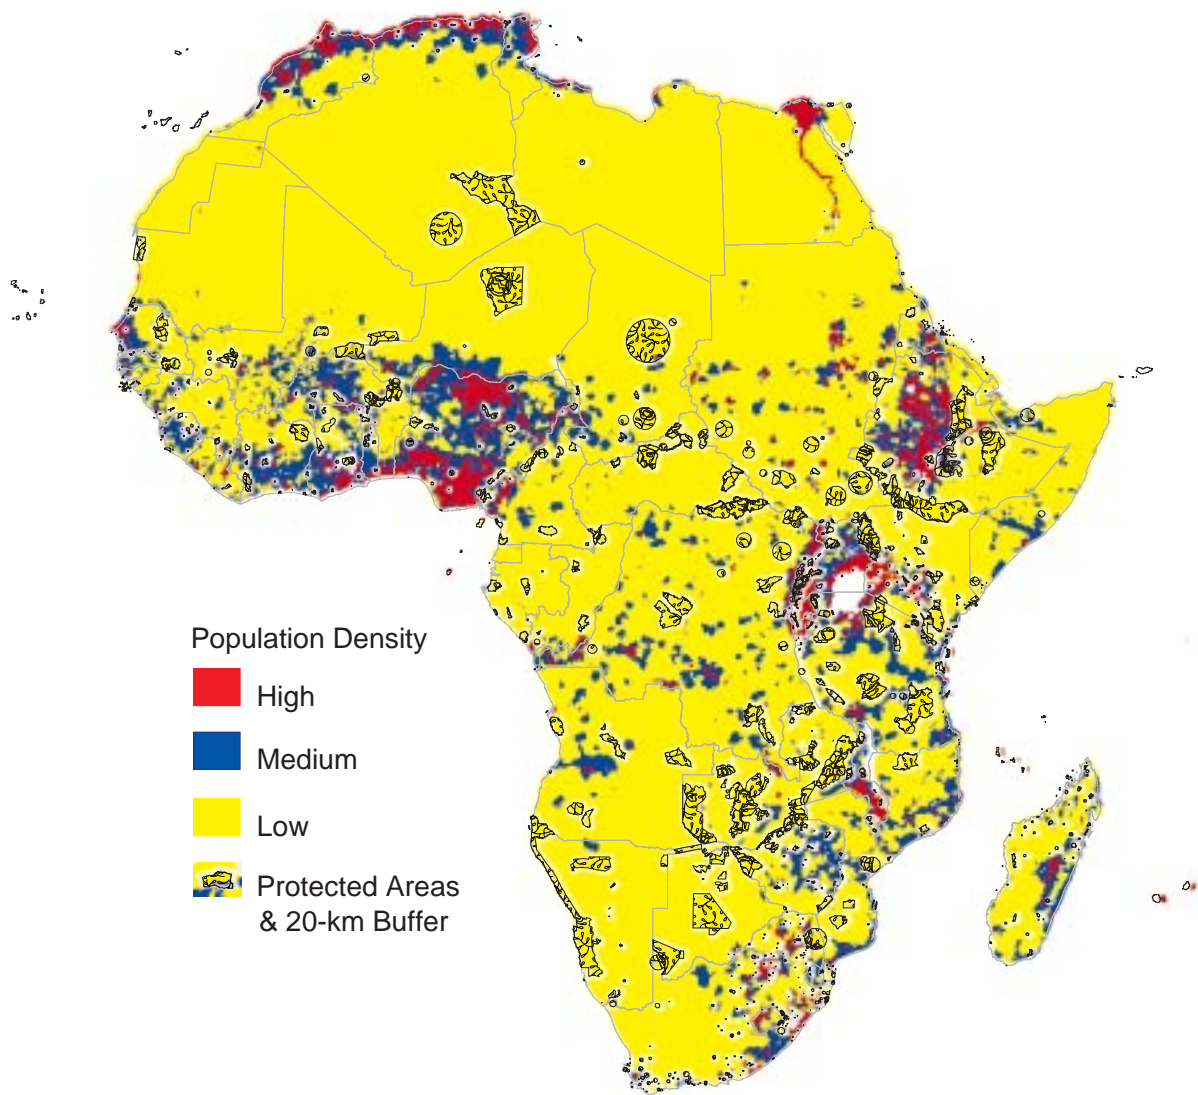 Population Density
High
Medium
Low
Protected Areas
& 20-km Buffer